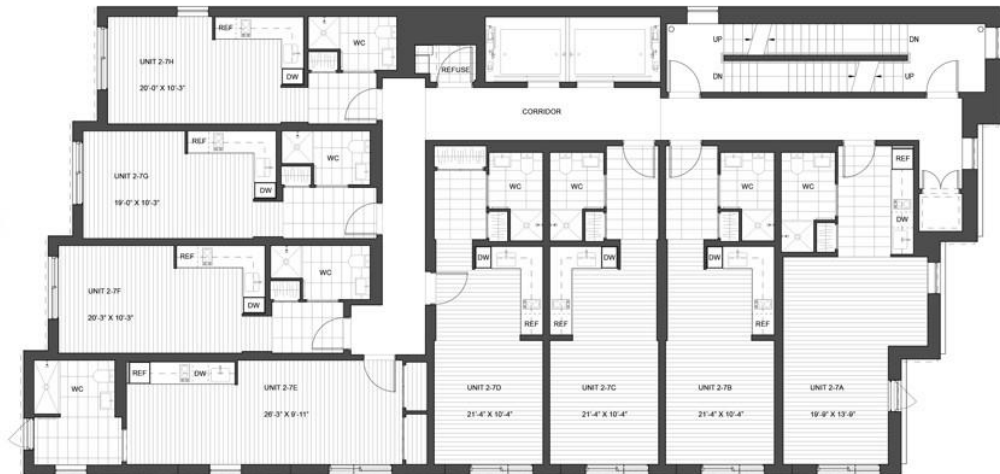 REF
WC
UP
DN
UNIT 2-7H
REFUSE
DW
DN
UP
20'-0" X 10'-3"
CORRIDOR
REF
WC
REF
WC
WC
WC
WC
UNIT 2-7G
DW
19'-0" X 10'-3"
DW
REF
DW
DW
DW
WC
UNIT 2-7F
DW
20'-3" X 10'-3"
REF
REF
REF
REF
DW
WC
UNIT 2-7E
UNIT 2-7D
UNIT 2-7C
UNIT 2-7B
UNIT 2-7A
26'-3" X 9'-11"
21'-4" X 10'-4"
21'-4" X 10'-4"
21'-4" X 10'-4"
19'-9" X 13'-9"